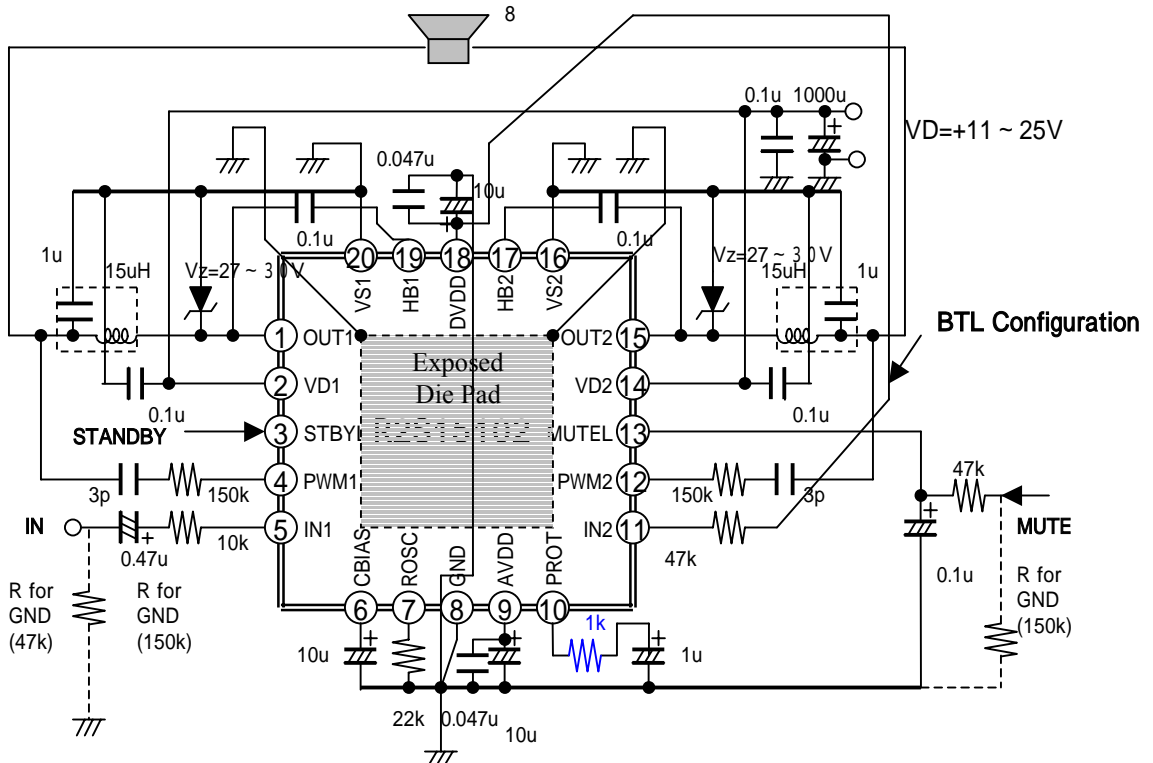 8
0.1u 1000u
VD=+11 ~ 25V
0.047u
10u
0.1u
0.1u
1u
15uH
Vz=27 ~ 30V
Vz=27 ~ 30V
15uH
1u
20 19 18 17 16
VS1 HB1 DVDD HB2 VS2
1 OUT1
OUT2 15
BTL Configuration
Exposed
Die Pad
2 VD1
VD2 14
0.1u
0.1u
STANDBY
3 STBYL
R2S15102
MUTEL 13
3p
150k
4 PWM1
PWM2 12
150k
3p
47k
IN
0.47u
10k
5 IN1
IN2 11
47k
MUTE
0.1u
CBIAS ROSC GND AVDD PROT
6 7 8 9 10
R for
GND
(47k)
R for
GND
(150k)
R for
GND
(150k)
10u
1k
1u
22k
0.047u
10u